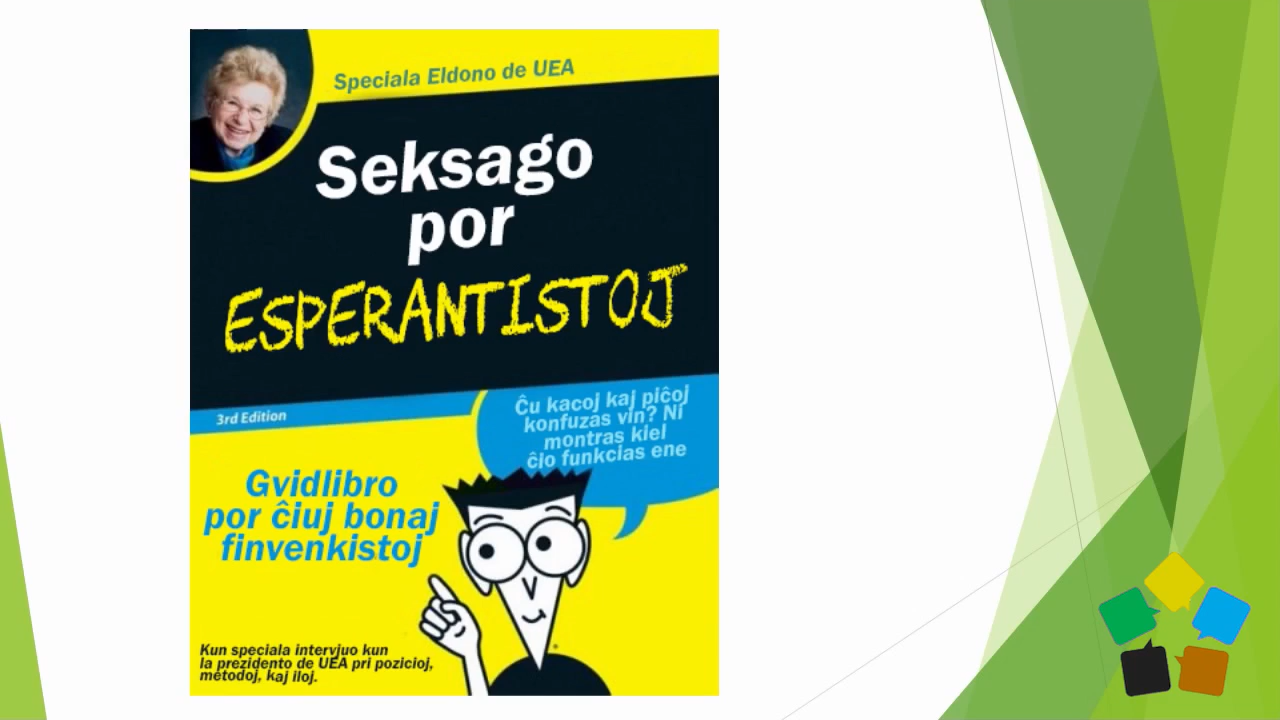 Speciala Eldono de UEA
Seksago
por
ESPERANTISTOJ
3rd Edition
Ĉu kacoj kaj piĉoj
konfuzas vin? Ni
montras kiel
ĉio funkcias ene
Gvidlibro
por ĉiuj bonaj
finvenkistoj
Kun speciala intervjuo kun
la prezidento de UEA pri pozicioj,
metodoj, kaj iloj.